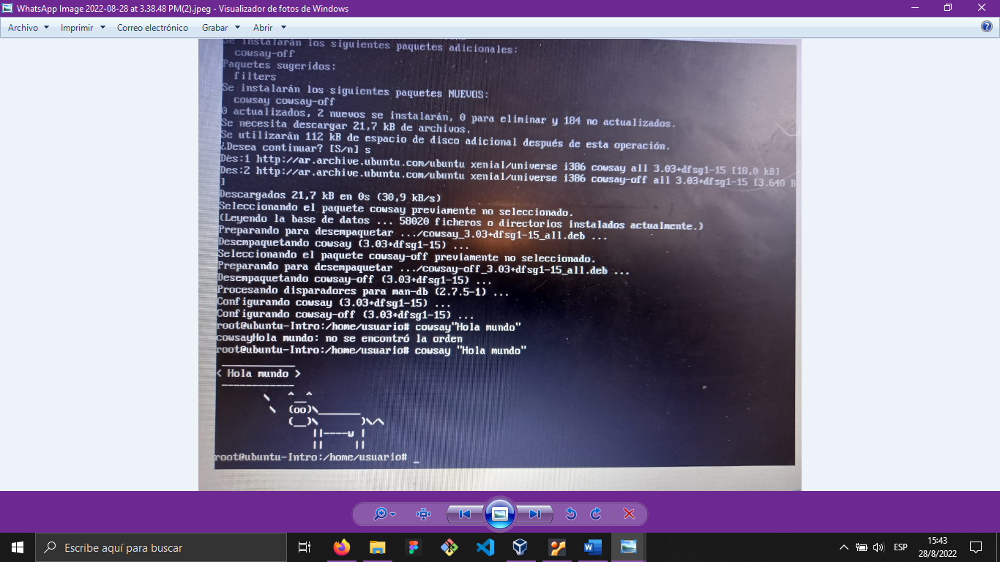 WhatsApp Image 2022-08-28 at 3.38.48 PM(2).jpeg - Visualizador de fotos de Windows
Archivo Imprimir Correo electrónico Grabar Abrir
Se instalarán los siguientes paquetes adicionales:
cowsay-off
Paquetes sugeridos:
filters
Se instalarán los siguientes paquetes NUEVOS:
cowsay cowsay-off
0 actualizados, 2 nuevos se instalarán, 0 para eliminar y 184 no actualizados.
Se necesita descargar 21,7 kB de archivos.
Se utilizarán 112 kB de espacio de disco adicional después de esta operación.
¿Desea continuar? [S/n] s
Des:1 http://ar.archive.ubuntu.com/ubuntu xenial/universe i386 cowsay all 3.03+dfsg1-15 [18,0 kB]
Des:2 http://ar.archive.ubuntu.com/ubuntu xenial/universe i386 cowsay-off all 3.03+dfsg1-15 [3.640 B
]
Descargados 21,7 kB en 0s (30,9 kB/s)
Seleccionando el paquete cowsay previamente no seleccionado.
(Leyendo la base de datos ... 58020 ficheros o directorios instalados actualmente.)
Preparando para desempaquetar .../cowsay_3.03+dfsg1-15_all.deb ...
Desempaquetando cowsay (3.03+dfsg1-15) ...
Seleccionando el paquete cowsay-off previamente no seleccionado.
Preparando para desempaquetar .../cowsay-off_3.03+dfsg1-15_all.deb ...
Desempaquetando cowsay-off (3.03+dfsg1-15) ...
Procesando disparadores para man-db (2.7.5-1) ...
Configurando cowsay (3.03+dfsg1-15) ...
Configurando cowsay-off (3.03+dfsg1-15) ...
root@ubuntu-Intro:/home/usuario# cowsay"Hola mundo"
cowsayHola mundo: no se encontró la orden
root@ubuntu-Intro:/home/usuario# cowsay "Hola mundo"
< Hola mundo >
\ ^__^
\ (oo)\_______
(__)\ )\/\
||----w |
|| ||
root@ubuntu-Intro:/home/usuario# _
Escribe aquí para buscar
ESP
15:43
28/8/2022